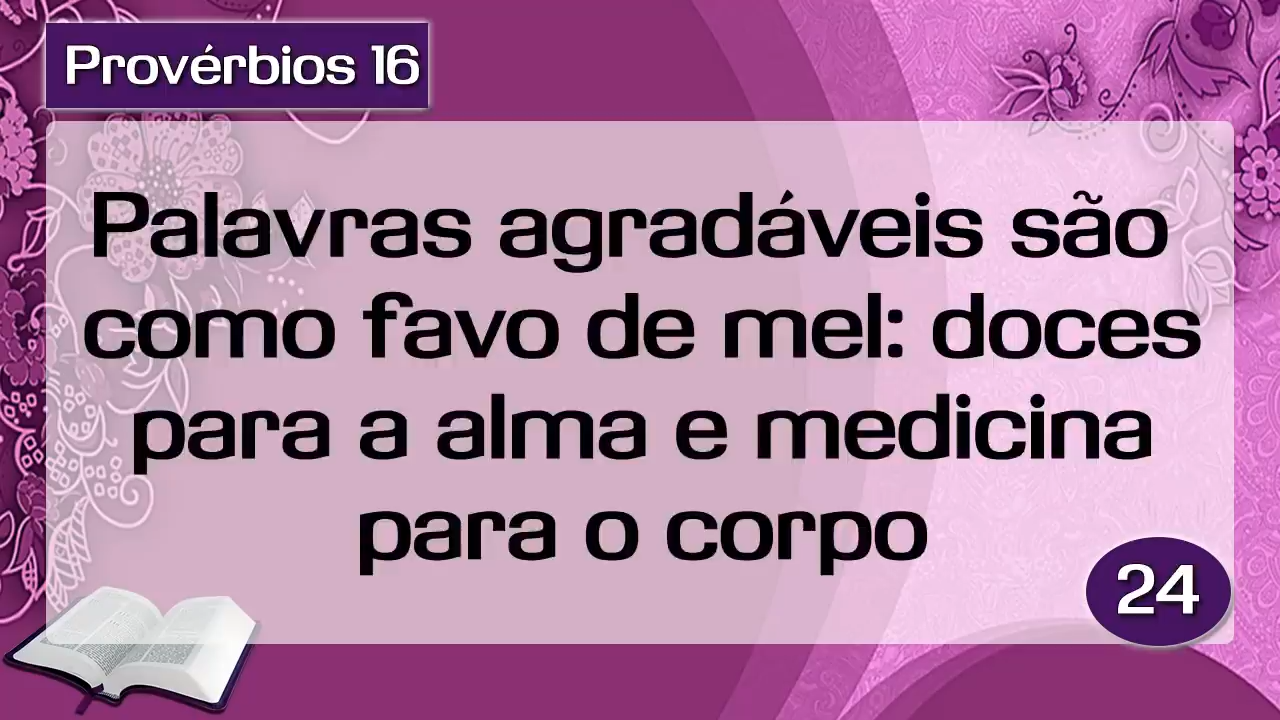 Provérbios 16
Palavras agradáveis são
como favo de mel: doces
para a alma e medicina
para o corpo
24